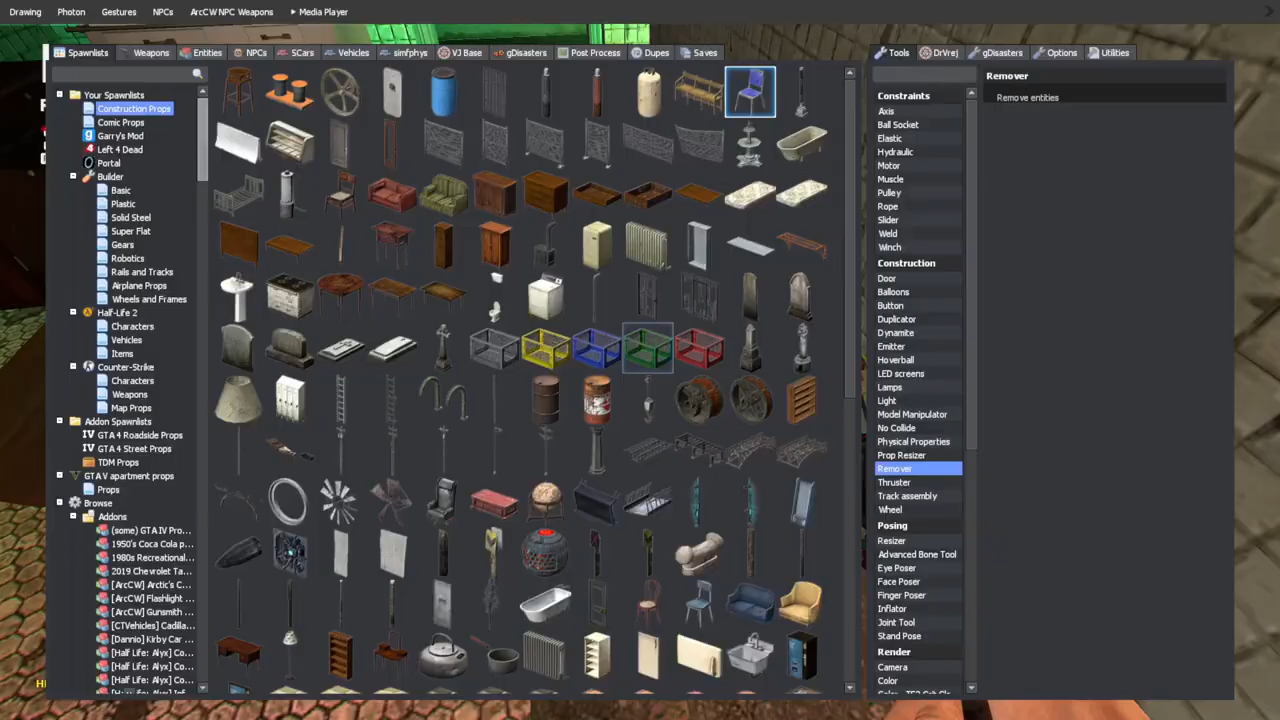 Drawing Photon Gestures NPCs ArcCW NPC Weapons Media Player
Spawnlists Weapons Entities NPCs SCars Vehicles simfphys VJ Base gDisasters Post Process Dupes Saves
Your Spawnlists
Construction Props
Comic Props
Garry's Mod
Left 4 Dead
Portal
Builder
Basic
Plastic
Solid Steel
Super Flat
Gears
Robotics
Rails and Tracks
Airplane Props
Wheels and Frames
Half-Life 2
Characters
Vehicles
Items
Counter-Strike
Characters
Weapons
Map Props
Addon Spawnlists
GTA 4 Roadside Props
GTA 4 Street Props
TDM Props
GTA V apartment props
Props
Browse
Addons
(some) GTA IV Pro...
1950's Coca Cola p...
1980s Recreational...
2019 Chevrolet Ta...
[ArcCW] Arctic's C...
[ArcCW] Flashlight ...
[ArcCW] Gunsmith ...
[CTVehicles] Cadilla...
[Dannio] Kirby Car ...
[Half Life: Alyx] Co...
[Half Life: Alyx] Co...
[Half Life: Alyx] Co...
Tools DrVrej gDisasters Options Utilities
Constraints
Axis
Ball Socket
Elastic
Hydraulic
Motor
Muscle
Pulley
Rope
Slider
Weld
Winch
Construction
Door
Balloons
Button
Duplicator
Dynamite
Emitter
Hoverball
LED screens
Lamps
Light
Model Manipulator
No Collide
Physical Properties
Prop Resizer
Remover
Thruster
Track assembly
Wheel
Posing
Resizer
Advanced Bone Tool
Eye Poser
Face Poser
Finger Poser
Inflator
Joint Tool
Stand Pose
Render
Camera
Color
Remover
Remove entities